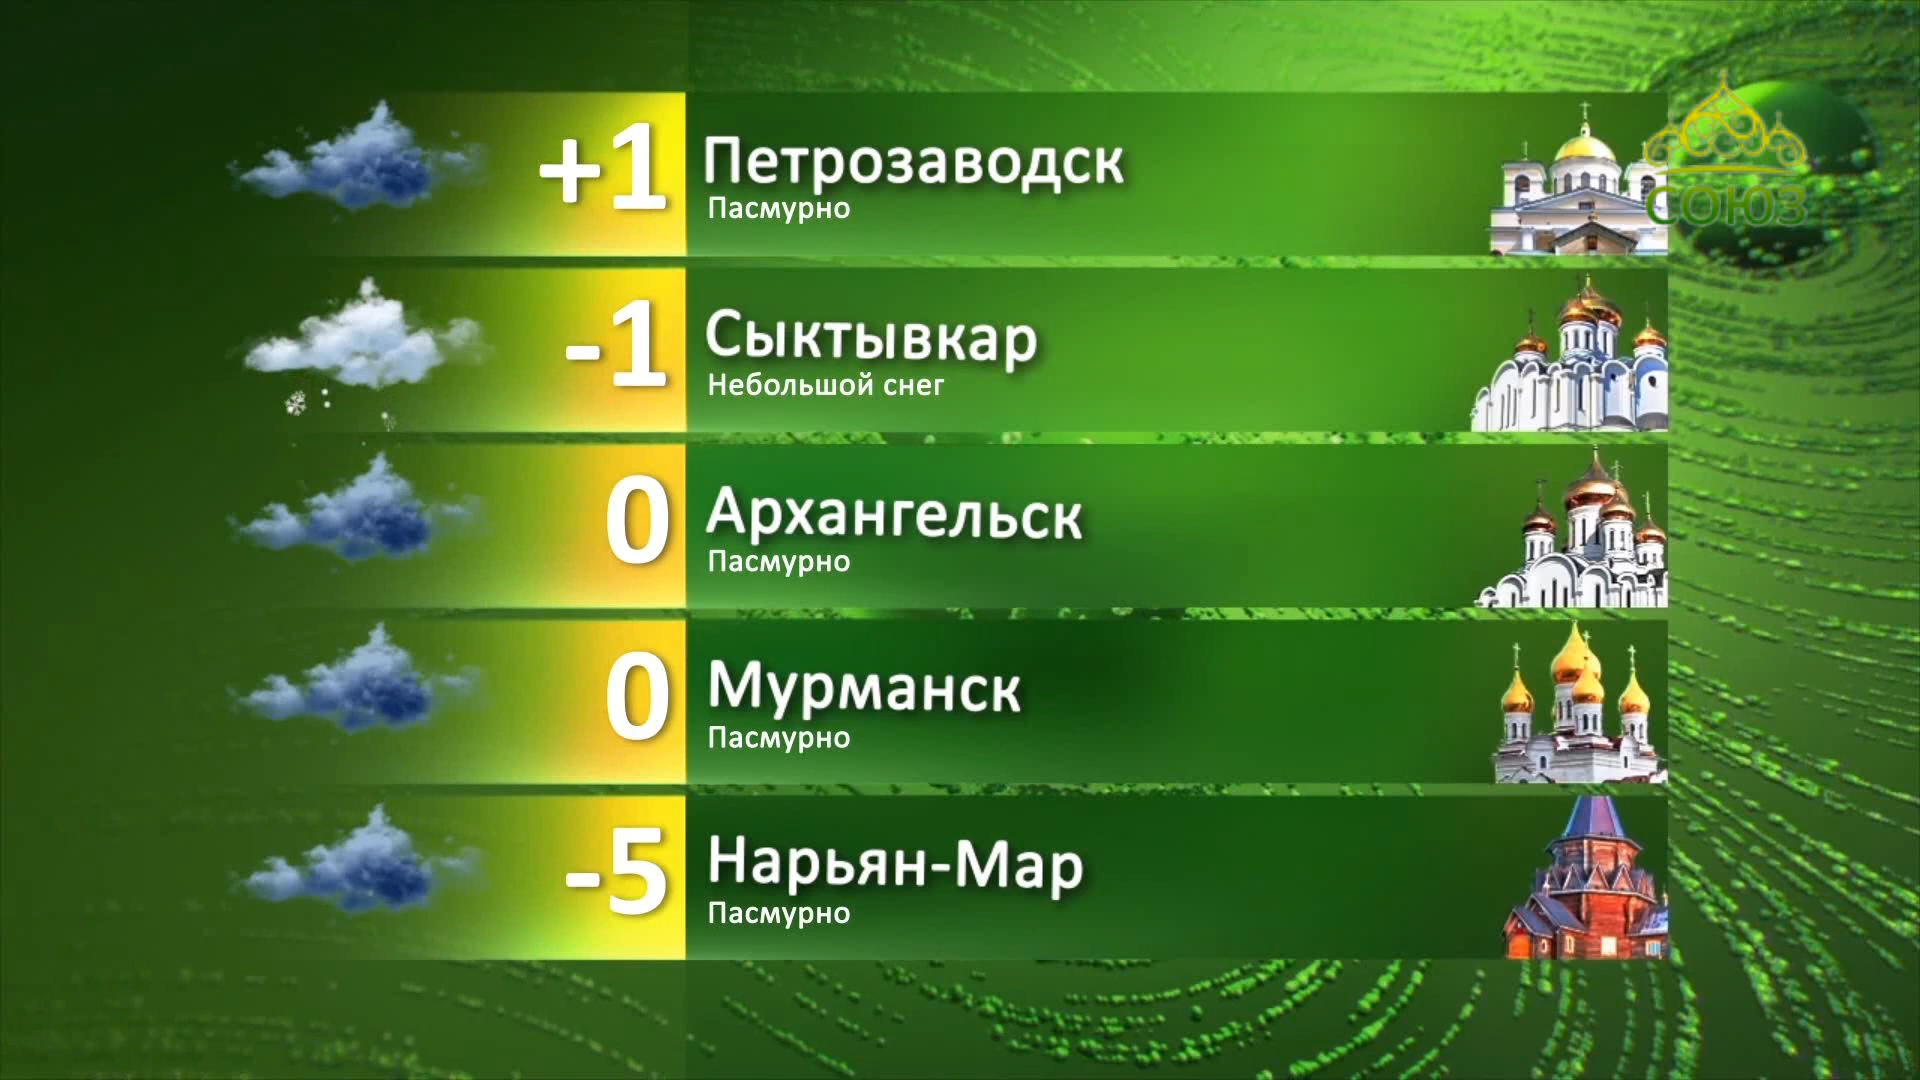 +1 Петрозаводск
Пасмурно
СОЮЗ
-1 Сыктывкар
Небольшой снег
0 Архангельск
Пасмурно
0 Мурманск
Пасмурно
-5 Нарьян-Мар
Пасмурно